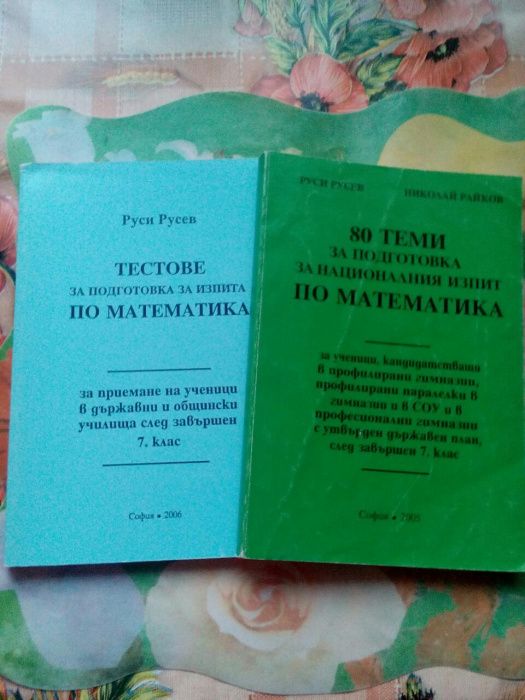 Руси Русев
ТЕСТОВЕ
ЗА ПОДГОТОВКА ЗА ИЗПИТА
ПО МАТЕМАТИКА
за приемане на ученици
в държавни и общински
училища след завършен
7. клас
София • 2006
РУСИ РУСЕВ НИКОЛАЙ РАЙКОВ
80 ТЕМИ
ЗА ПОДГОТОВКА
ЗА НАЦИОНАЛНИЯ ИЗПИТ
ПО МАТЕМАТИКА
за ученици, кандидатстващи
в профилирани гимназии,
профилирани паралелки в
гимназии и в СОУ и в
професионални гимназии
с утвърден държавен план,
след завършен 7. клас
София • 2005